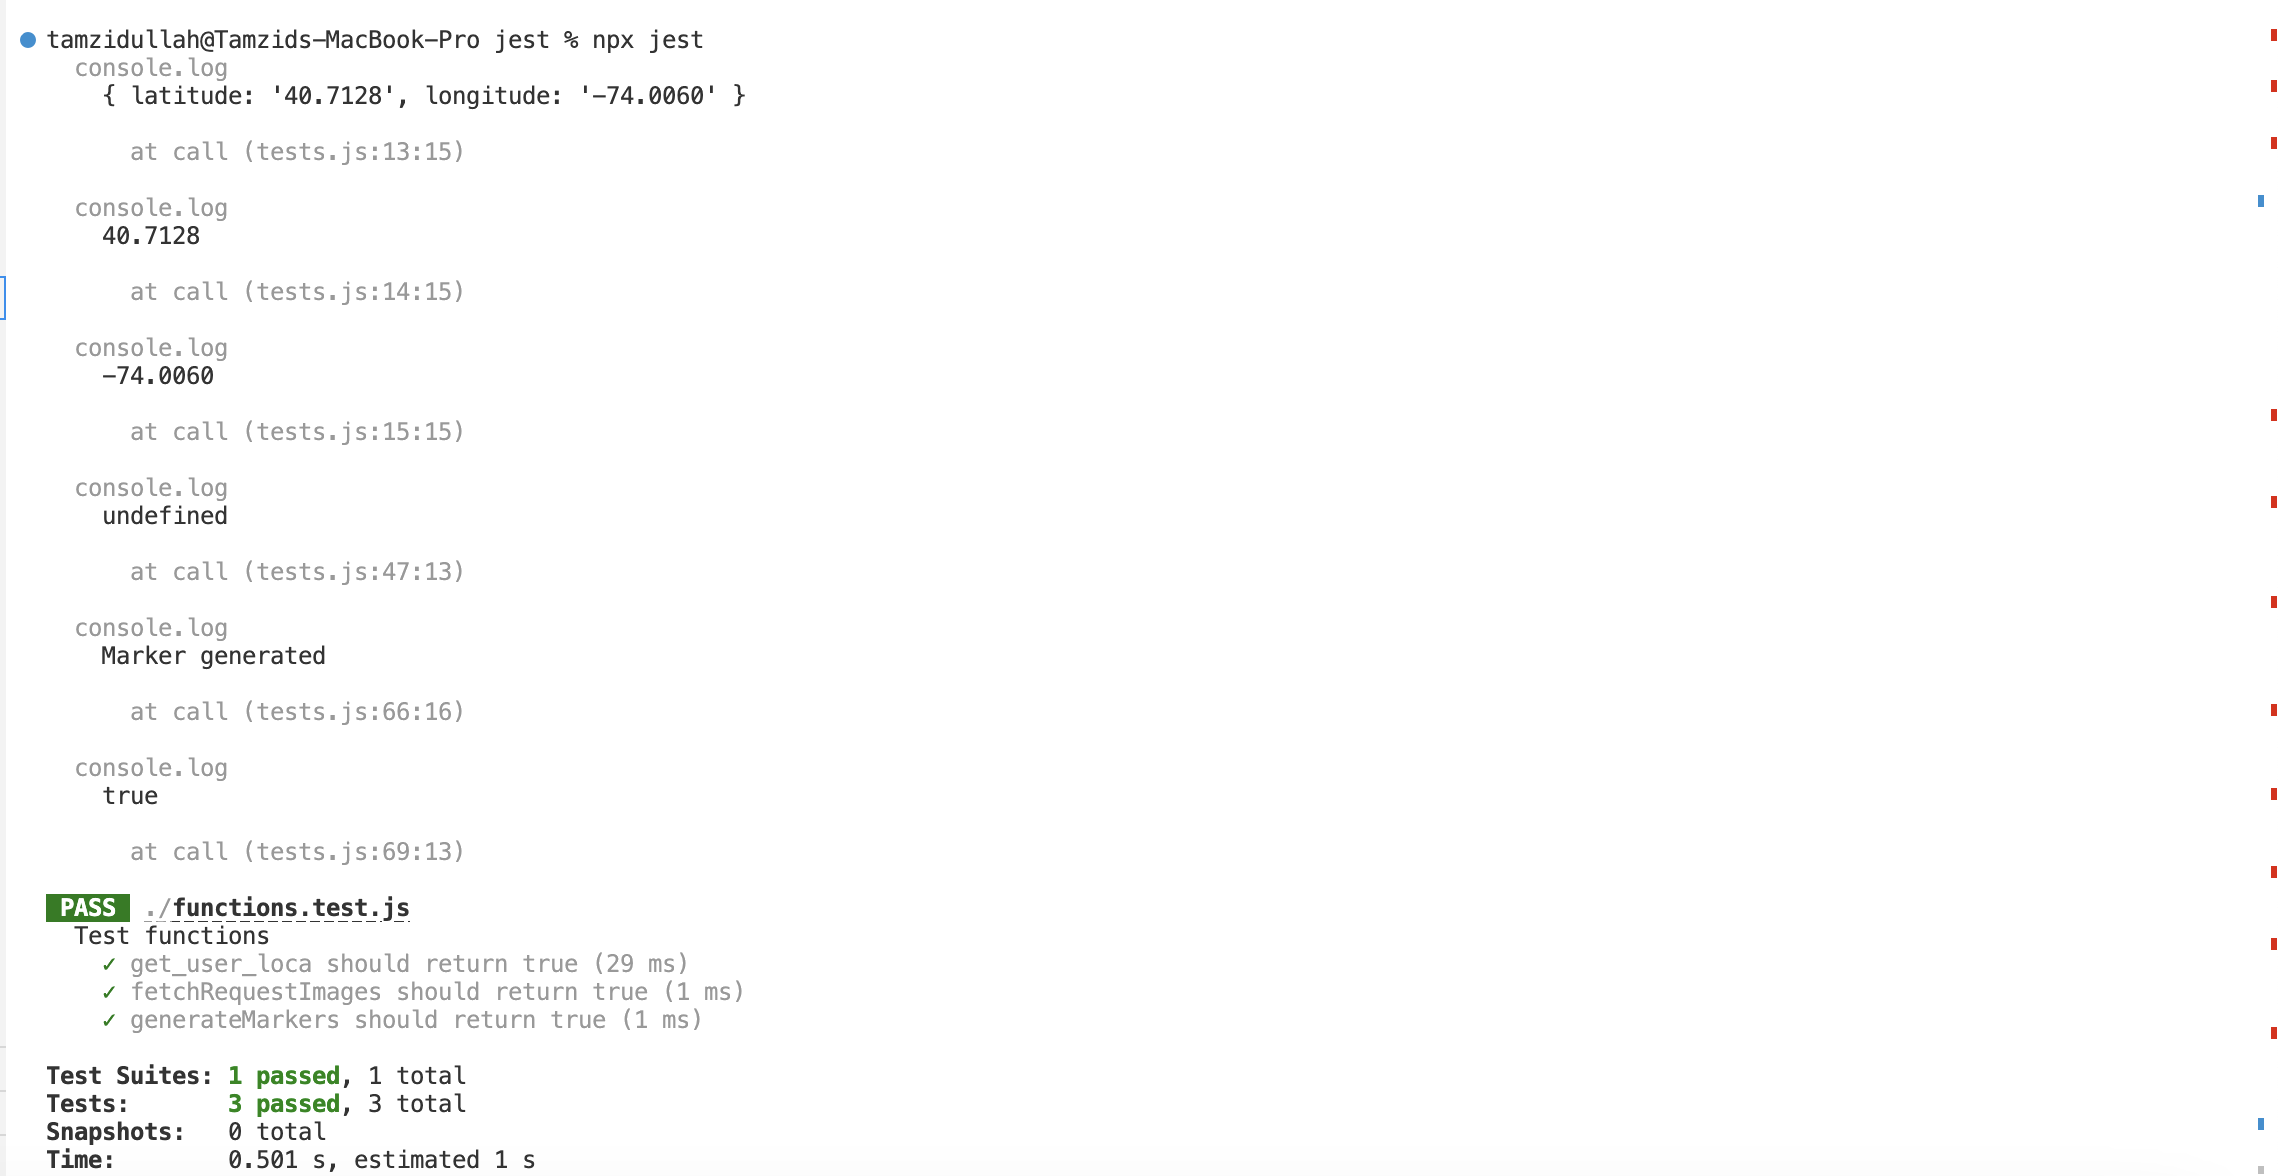 tamzidullah@Tamzids-MacBook-Pro jest % npx jest
console.log
{ latitude: '40.7128', longitude: '-74.0060' }
at call (tests.js:13:15)
console.log
40.7128
at call (tests.js:14:15)
console.log
-74.0060
at call (tests.js:15:15)
console.log
undefined
at call (tests.js:47:13)
console.log
Marker generated
at call (tests.js:66:16)
console.log
true
at call (tests.js:69:13)
PASS ./functions.test.js
Test functions
✓ get_user_loca should return true (29 ms)
✓ fetchRequestImages should return true (1 ms)
✓ generateMarkers should return true (1 ms)
Test Suites: 1 passed, 1 total
Tests: 3 passed, 3 total
Snapshots: 0 total
Time: 0.501 s, estimated 1 s